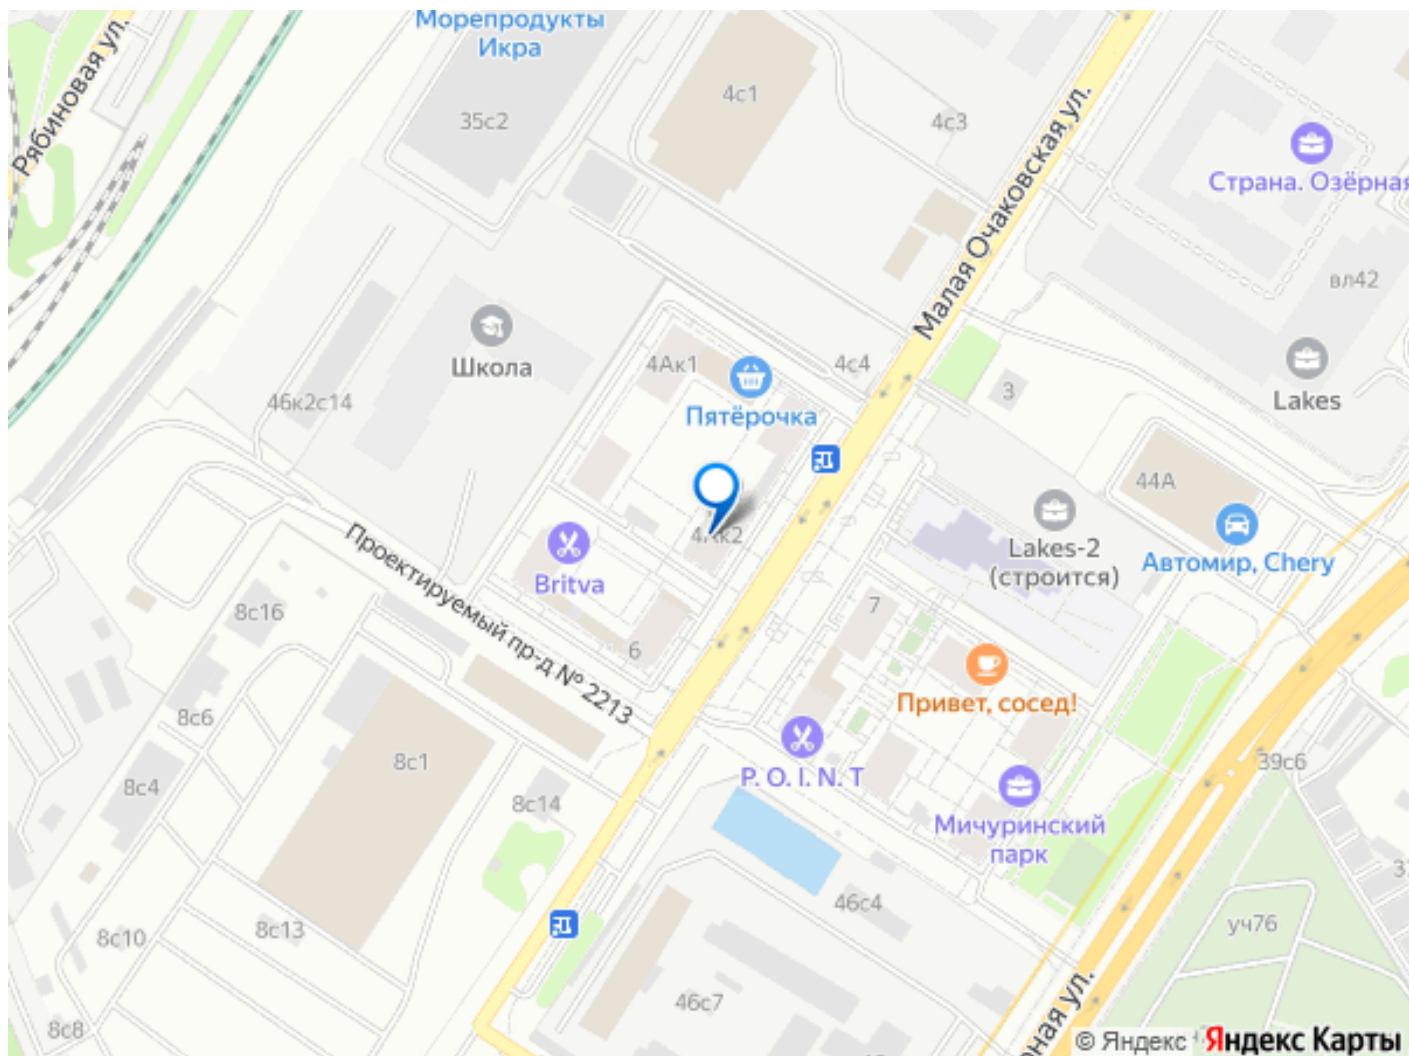 Морепродукты
Икра
Рябиновая ул.
35с2
4с1
4с3
Малая Очаковская ул.
Страна. Озёрная
вл42
Школа
4Ак1
4с4
Пятёрочка
46к2с14
3
Lakes
44А
4Ак2
Lakes-2
(строится)
Автомир, Chery
Britva
Проектируемый пр-д № 2213
8с16
7
6
Привет, сосед!
8с6
8с1
P. O. I. N. T
39с6
8с4
8с14
Мичуринский
парк
46с4
уч76
8с10
8с13
46с7
8с8
рная ул.
© Яндекс Яндекс Карты